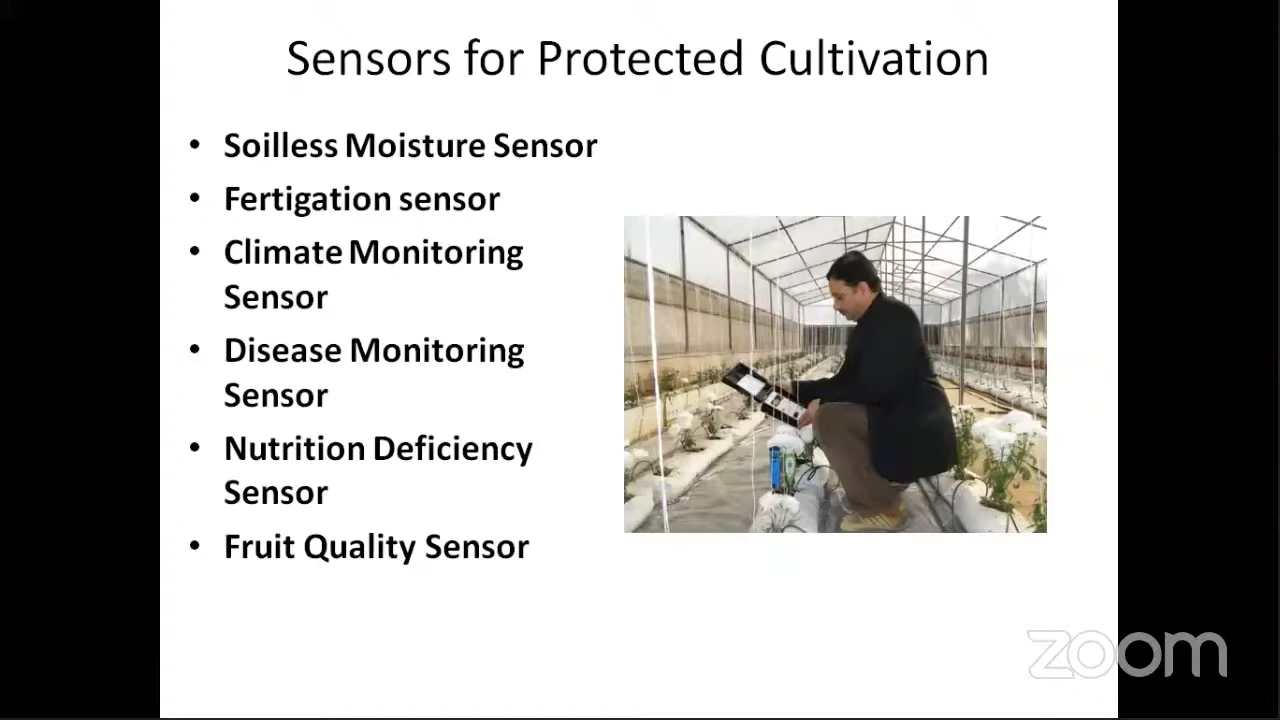 Sensors for Protected Cultivation
• Soilless Moisture Sensor
• Fertigation sensor
• Climate Monitoring
Sensor
• Disease Monitoring
Sensor
• Nutrition Deficiency
Sensor
• Fruit Quality Sensor
zoom